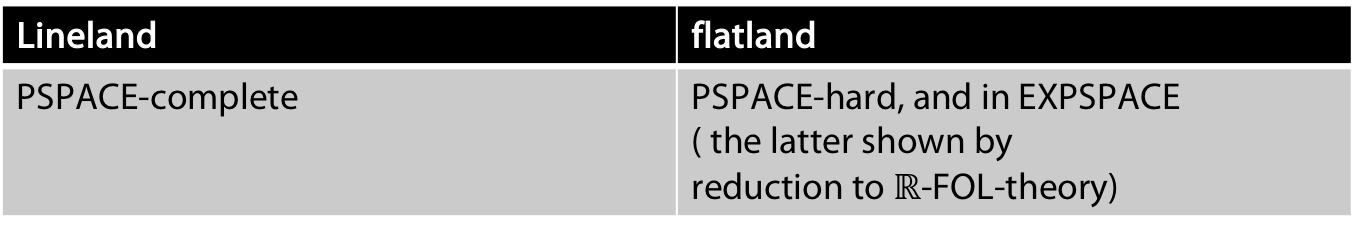 Lineland
flatland
PSPACE-complete
PSPACE-hard, and in EXPSPACE
( the latter shown by
reduction to ℝ-FOL-theory)